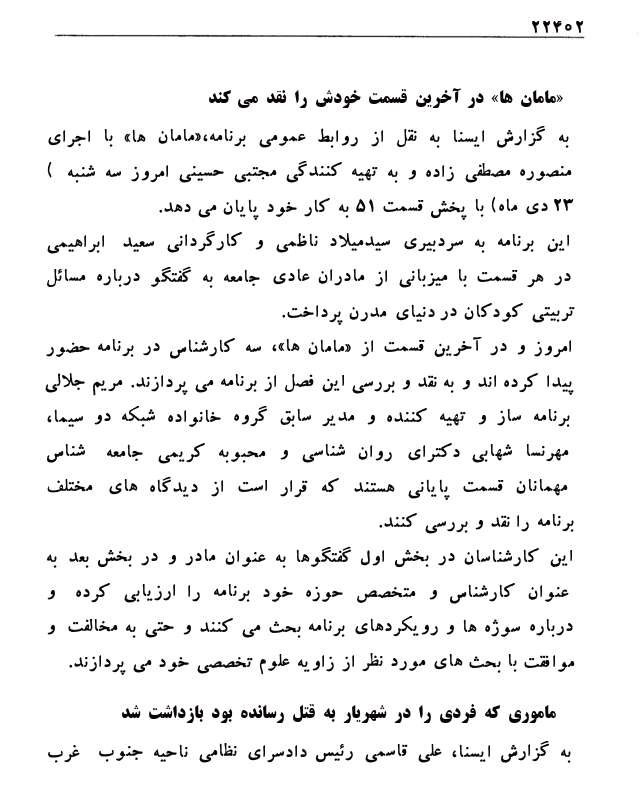 ۲۲۴۰۲
«مامان ها» در آخرین قسمت خودش را نقد می کند
به گزارش ایسنا به نقل از روابط عمومی برنامه،«مامان ها» با اجرای
منصوره مصطفی زاده و به تهیه کنندگی مجتبی حسینی امروز سه شنبه (
۲۳ دی ماه) با پخش قسمت ۵۱ به کار خود پایان می دهد.
این برنامه به سردبیری سیدمیلاد ناظمی و کارگردانی سعید ابراهیمی
در هر قسمت با میزبانی از مادران عادی جامعه به گفتگو درباره مسائل
تربیتی کودکان در دنیای مدرن پرداخت.
امروز و در آخرین قسمت از «مامان ها»، سه کارشناس در برنامه حضور
پیدا کرده اند و به نقد و بررسی این فصل از برنامه می پردازند. مریم جلالی
برنامه ساز و تهیه کننده و مدیر سابق گروه خانواده شبکه دو سیما،
مهرنسا شهابی دکترای روان شناسی و محبوبه کریمی جامعه شناس
مهمانان قسمت پایانی هستند که قرار است از دیدگاه های مختلف
برنامه را نقد و بررسی کنند.
این کارشناسان در بخش اول گفتگوها به عنوان مادر و در بخش بعد به
عنوان کارشناس و متخصص حوزه خود برنامه را ارزیابی کرده و
درباره سوژه ها و رویکردهای برنامه بحث می کنند و حتی به مخالفت و
موافقت با بحث های مورد نظر از زاویه علوم تخصصی خود می پردازند.
ماموری که فردی را در شهریار به قتل رسانده بود بازداشت شد
به گزارش ایسنا، علی قاسمی رئیس دادسرای نظامی ناحیه جنوب غرب